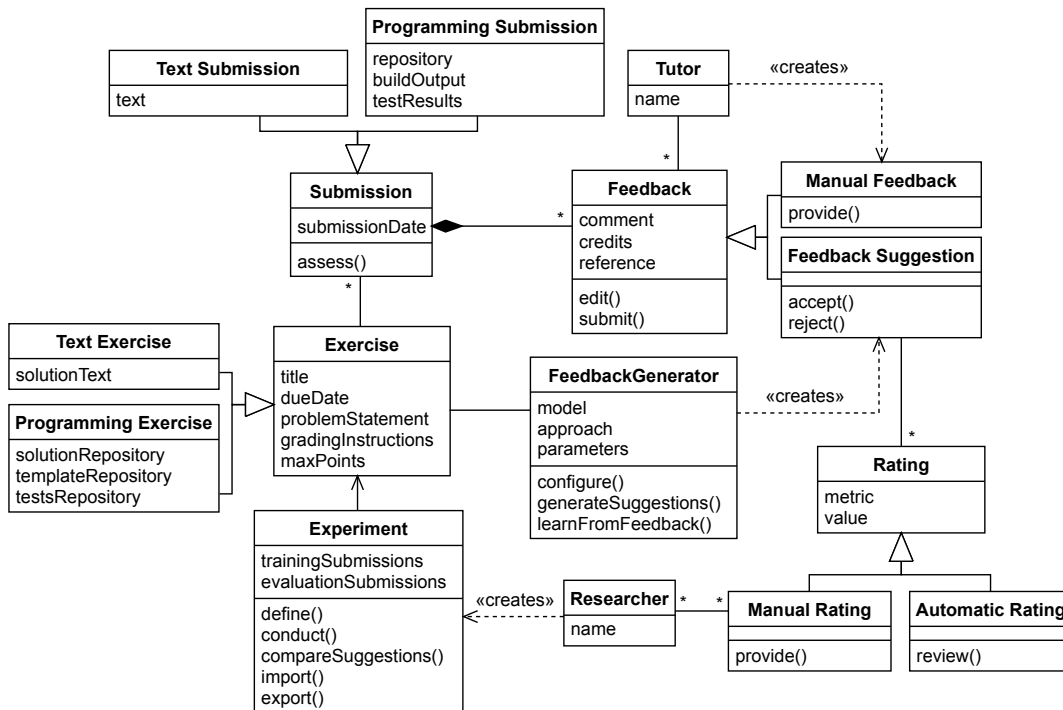 Programming Submission
repository
buildOutput
testResults
Text Submission
text
Tutor
name
«creates»
*
Submission
submissionDate
assess()
*
*
Feedback
comment
credits
reference
edit()
submit()
Manual Feedback
provide()
Feedback Suggestion
accept()
reject()
Text Exercise
solutionText
Programming Exercise
solutionRepository
templateRepository
testsRepository
Exercise
title
dueDate
problemStatement
gradingInstructions
maxPoints
FeedbackGenerator
model
approach
parameters
configure()
generateSuggestions()
learnFromFeedback()
«creates»
*
Rating
metric
value
Experiment
trainingSubmissions
evaluationSubmissions
define()
conduct()
compareSuggestions()
import()
export()
«creates»
Researcher
name
*
*
Manual Rating
provide()
Automatic Rating
review()